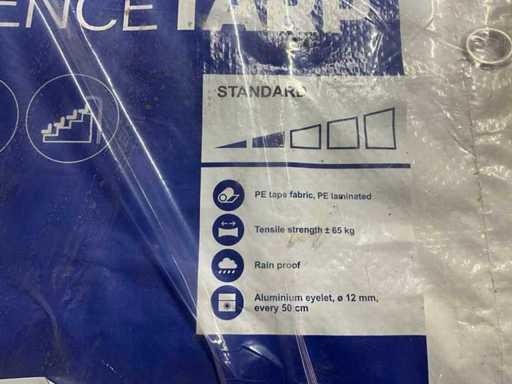 ENCE TARP
STANDARD
PE tape fabric, PE laminated
Tensile strength ± 65 kg
Rain proof
Aluminium eyelet, ø 12 mm,
every 50 cm